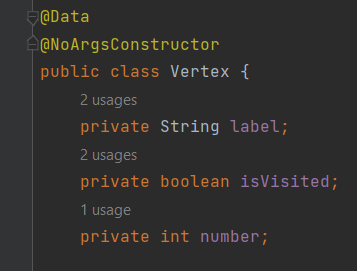 @Data
@NoArgsConstructor
public class Vertex {
2 usages
private String label;
2 usages
private boolean isVisited;
1 usage
private int number;